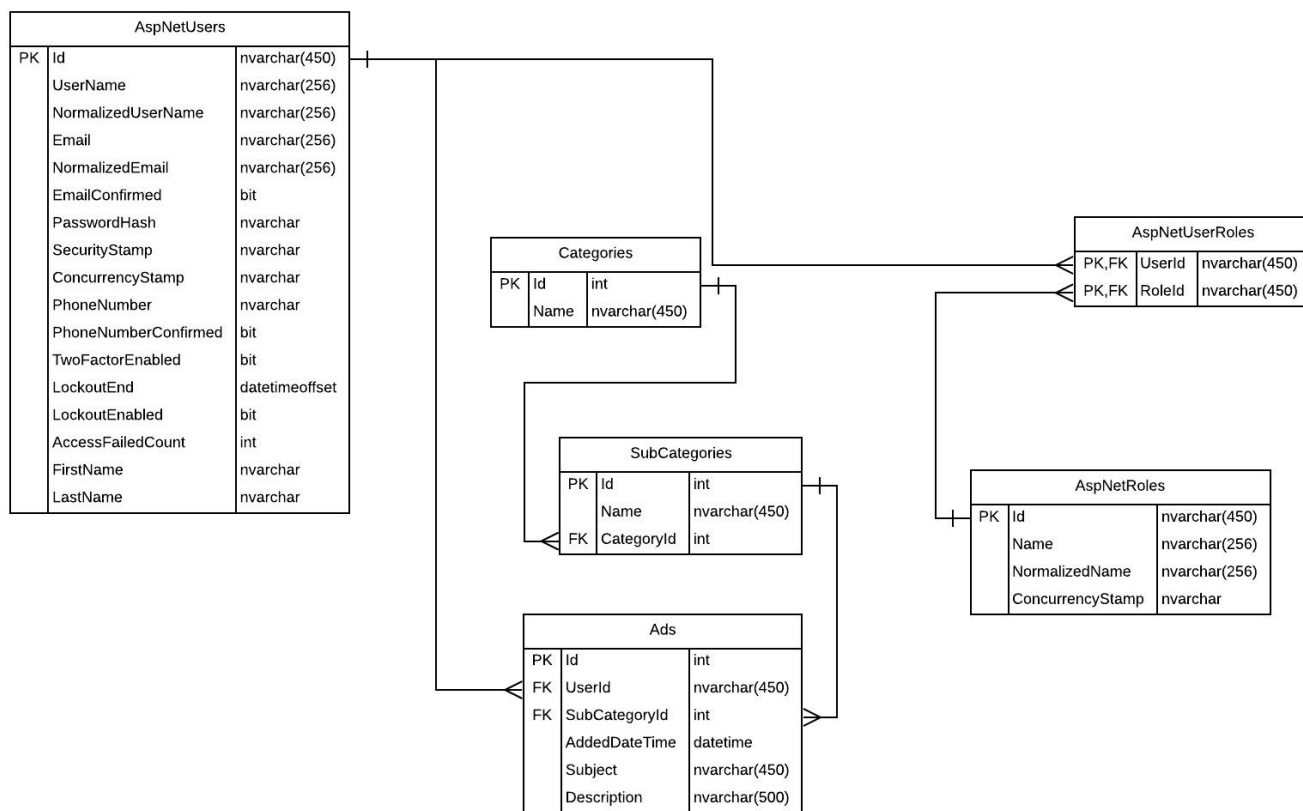 AspNetUsers
PK Id nvarchar(450)
UserName nvarchar(256)
NormalizedUserName nvarchar(256)
Email nvarchar(256)
NormalizedEmail nvarchar(256)
EmailConfirmed bit
PasswordHash nvarchar
SecurityStamp nvarchar
ConcurrencyStamp nvarchar
PhoneNumber nvarchar
PhoneNumberConfirmed bit
TwoFactorEnabled bit
LockoutEnd datetimeoffset
LockoutEnabled bit
AccessFailedCount int
FirstName nvarchar
LastName nvarchar
Categories
PK Id int
Name nvarchar(450)
SubCategories
PK Id int
Name nvarchar(450)
FK CategoryId int
Ads
PK Id int
FK UserId nvarchar(450)
FK SubCategoryId int
AddedDateTime datetime
Subject nvarchar(450)
Description nvarchar(500)
AspNetUserRoles
PK,FK UserId nvarchar(450)
PK,FK RoleId nvarchar(450)
AspNetRoles
PK Id nvarchar(450)
Name nvarchar(256)
NormalizedName nvarchar(256)
ConcurrencyStamp nvarchar